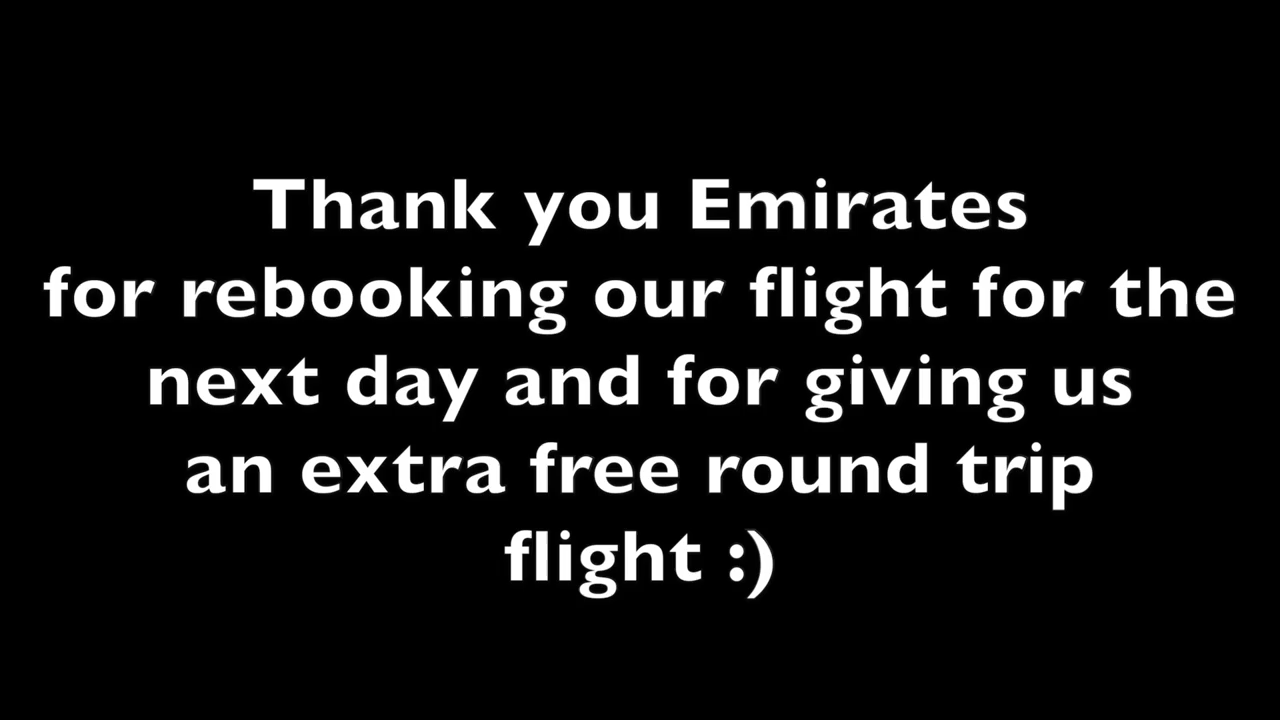 Thank you Emirates
for rebooking our flight for the
next day and for giving us
an extra free round trip
flight :)